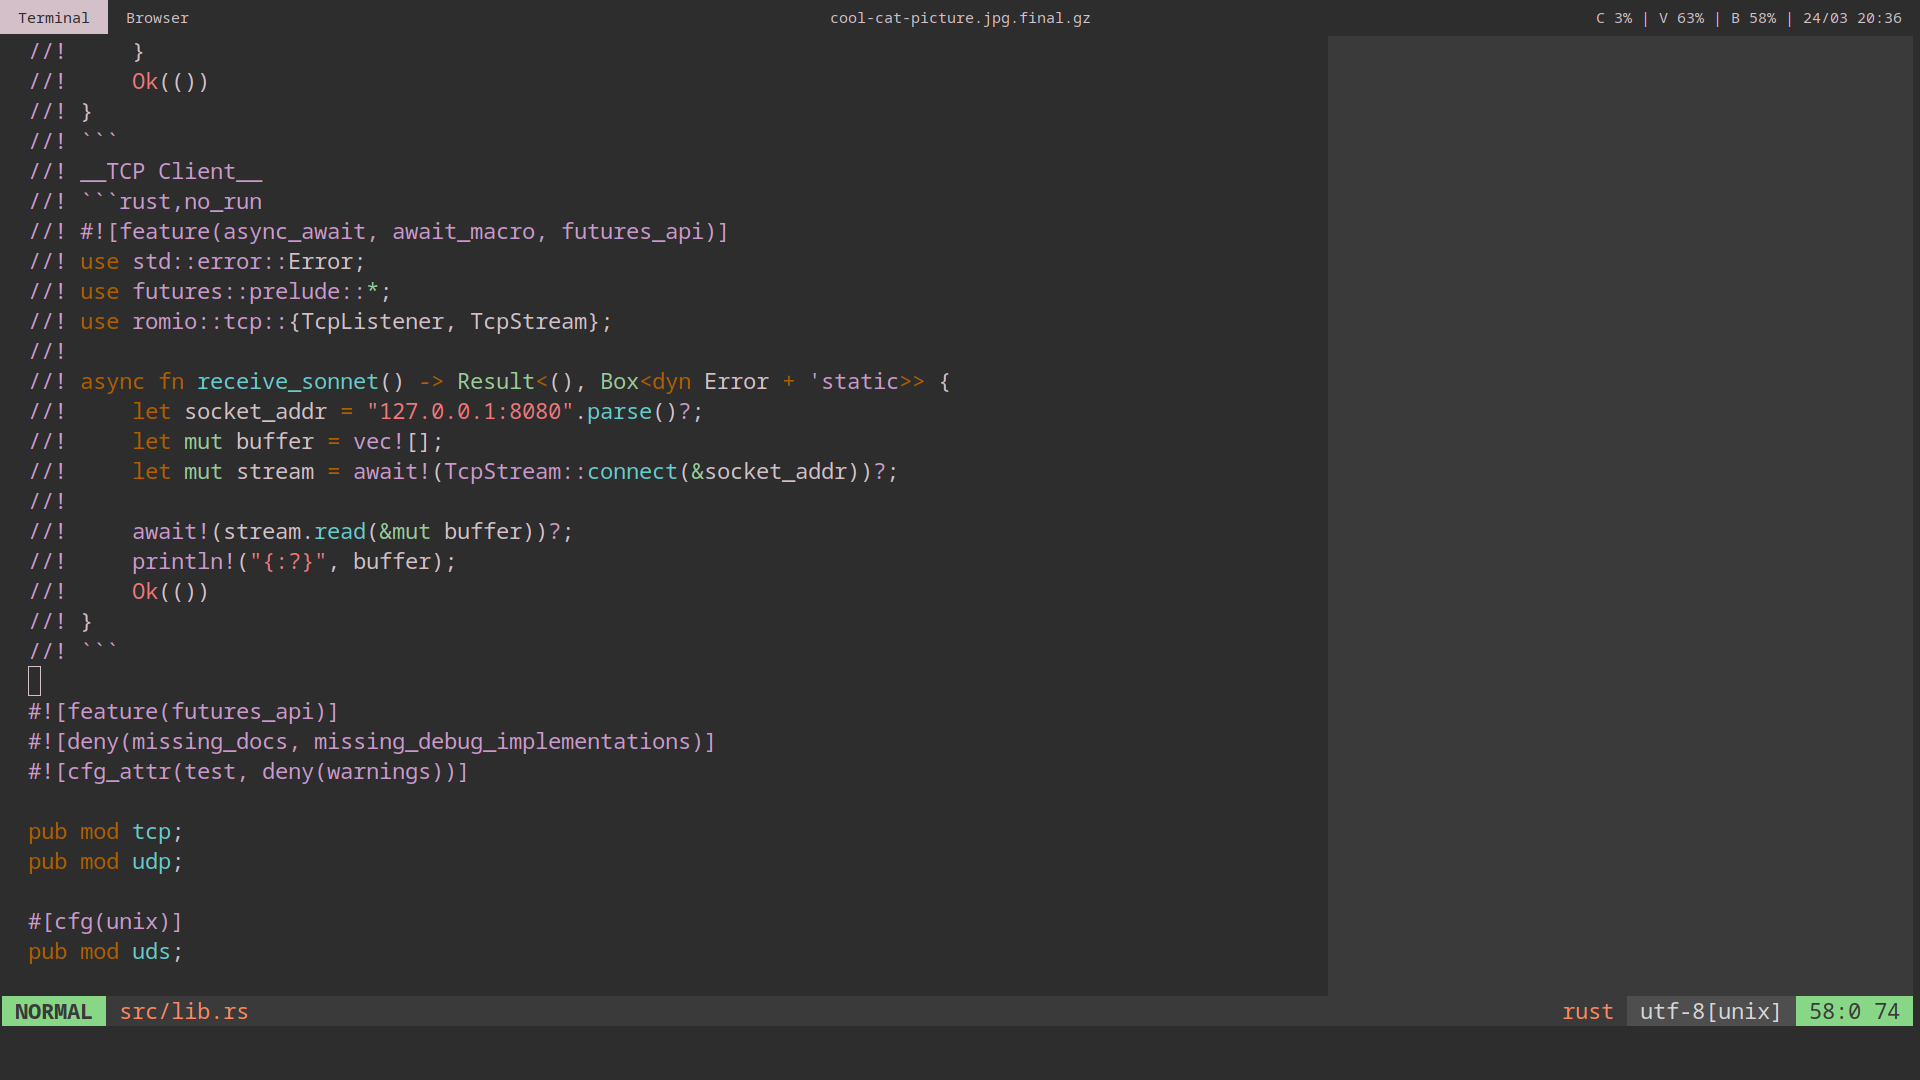 Terminal Browser cool-cat-picture.jpg.final.gz C 3% | V 63% | B 58% | 24/03 20:36
//!     }
//!     Ok(())
//! }
//! ```
//! __TCP Client__
//! ```rust,no_run
//! #![feature(async_await, await_macro, futures_api)]
//! use std::error::Error;
//! use futures::prelude::*;
//! use romio::tcp::{TcpListener, TcpStream};
//!
//! async fn receive_sonnet() -> Result<(), Box<dyn Error + 'static>> {
//!     let socket_addr = "127.0.0.1:8080".parse()?;
//!     let mut buffer = vec![];
//!     let mut stream = await!(TcpStream::connect(&socket_addr))?;
//!
//!     await!(stream.read(&mut buffer))?;
//!     println!("{:?}", buffer);
//!     Ok(())
//! }
//! ```
#![feature(futures_api)]
#![deny(missing_docs, missing_debug_implementations)]
#![cfg_attr(test, deny(warnings))]
pub mod tcp;
pub mod udp;
#[cfg(unix)]
pub mod uds;
NORMAL src/lib.rs rust utf-8[unix] 58:0 74